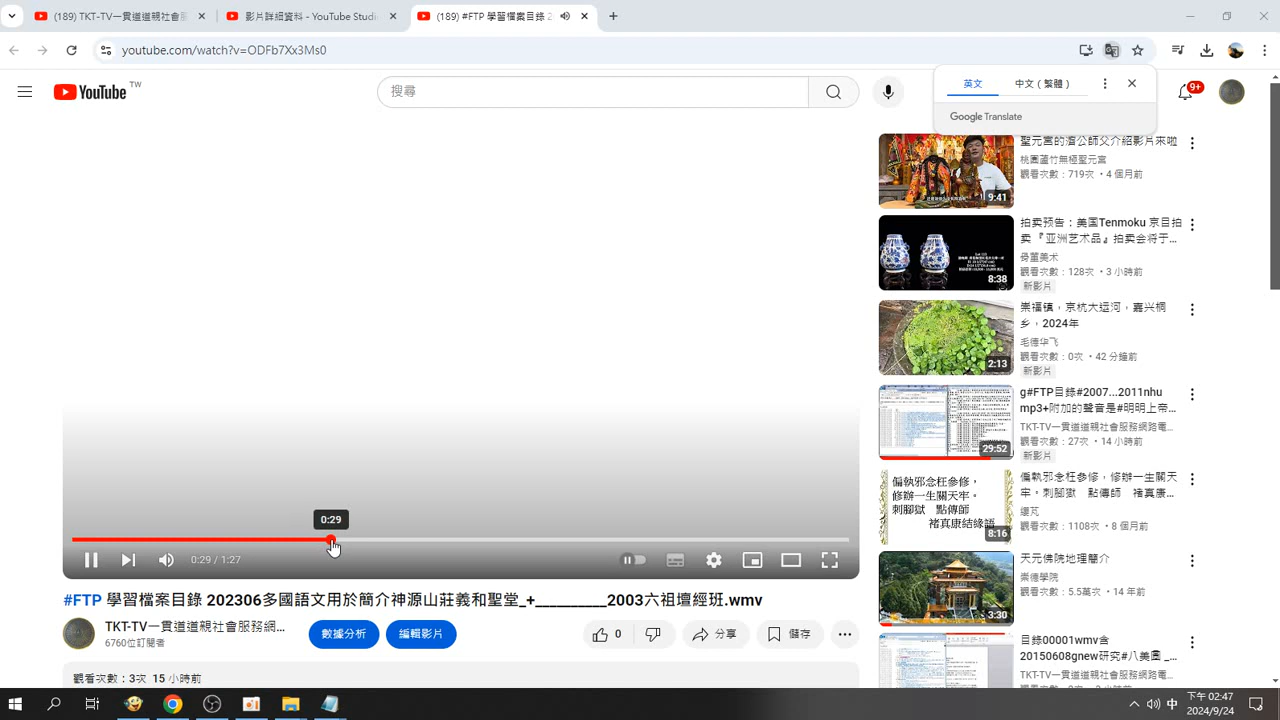 (189) TKT-TV一貫道道親社會服
影片詳細資料 - YouTube Studi
(189) #FTP 學習檔案目錄 2
youtube.com/watch?v=ODFb7Xx3Ms0
YouTube TW
搜尋
英文
中文（繁體）
Google Translate
9+
聖元宮的濟公師父介紹影片來啦
桃園蘆竹無極聖元宮
觀看次數：719次 • 4 個月前
9:41
拍卖预告：美国Tenmoku 京目拍
卖 『亚洲艺术品』拍卖会将于...
骨董美术
觀看次數：128次 • 3 小時前
新影片
8:38
崇福镇，京杭大运河，嘉兴桐
乡，2024年
毛德华飞
觀看次數：0次 • 42 分鐘前
新影片
2:13
g#FTP目錄#2007...2011nhu
mp3+附加的聲音是#明明上帝...
TKT-TV一貫道道親社會服務網路電...
觀看次數：27次 • 14 小時前
新影片
29:52
偏執邪念枉參修，
修辦一生關天牢。
刺腳獄 點傳師
褚真康結緣語
8:16
偏執邪念枉參修，修辦一生關天
牢。刺腳獄 點傳師 褚真康...
觀看次數：1108次 • 8 個月前
3:30
天元佛院地理簡介
崇德學院
觀看次數：5.5萬次 • 14 年前
目錄00001wmv含
20150608gnew研究#八美圖_...
TKT-TV一貫道道親社會服務網路電...
0:29
0:29 / 1:27
#FTP 學習檔案目錄 202306多國語文用於簡介神源山莊義和聖堂_+__________2003六祖壇經班.wmv
TKT-TV一貫道道親社會服務
6760位訂閱者
數據分析
編輯影片
0
分享
儲存
15 小時前
中
下午 02:47
2024/9/24